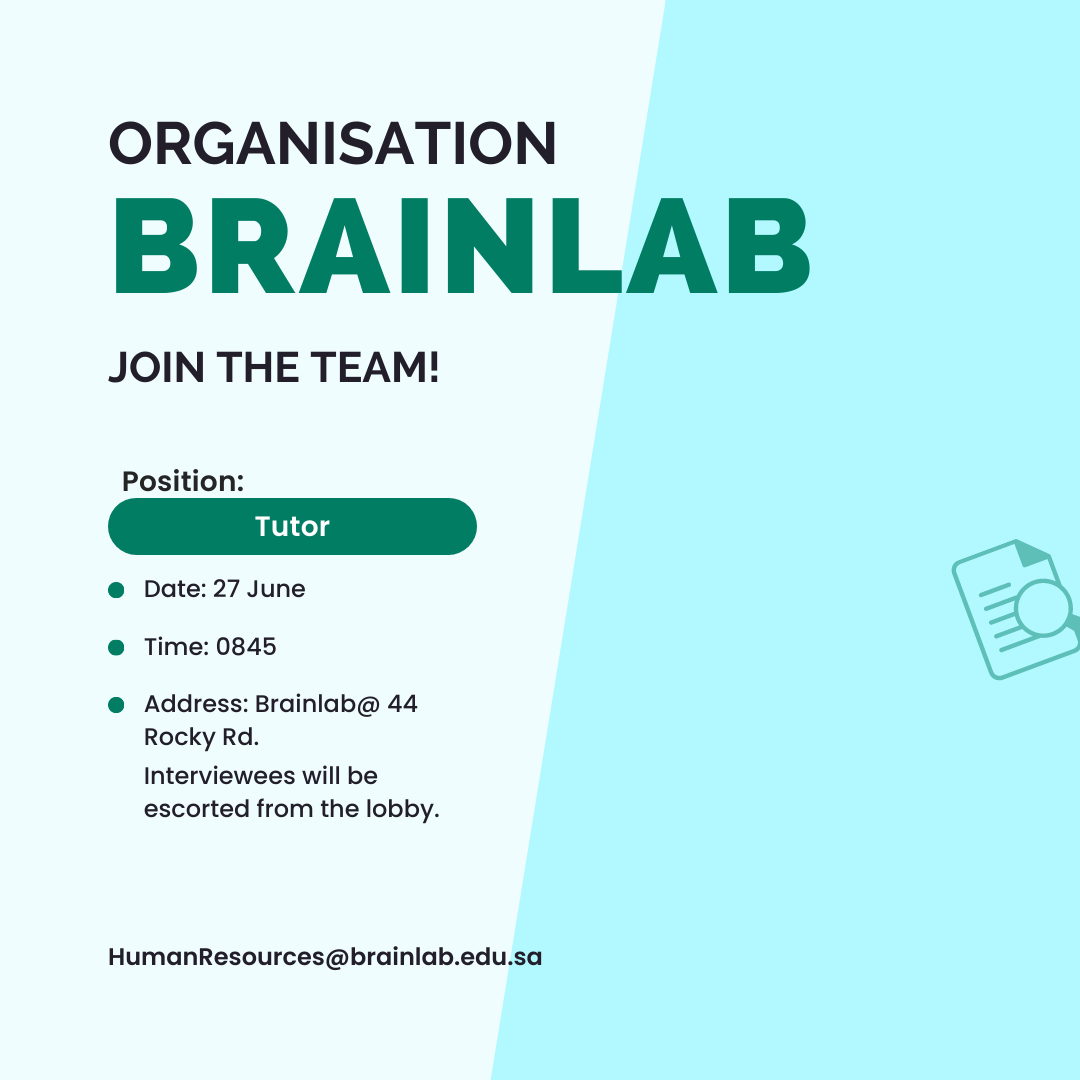 ORGANISATION
BRAINLAB
JOIN THE TEAM!
Position:
Tutor
Date: 27 June
Time: 0845
Address: Brainlab@ 44
Rocky Rd.
Interviewees will be
escorted from the lobby.
HumanResources@brainlab.edu.sa